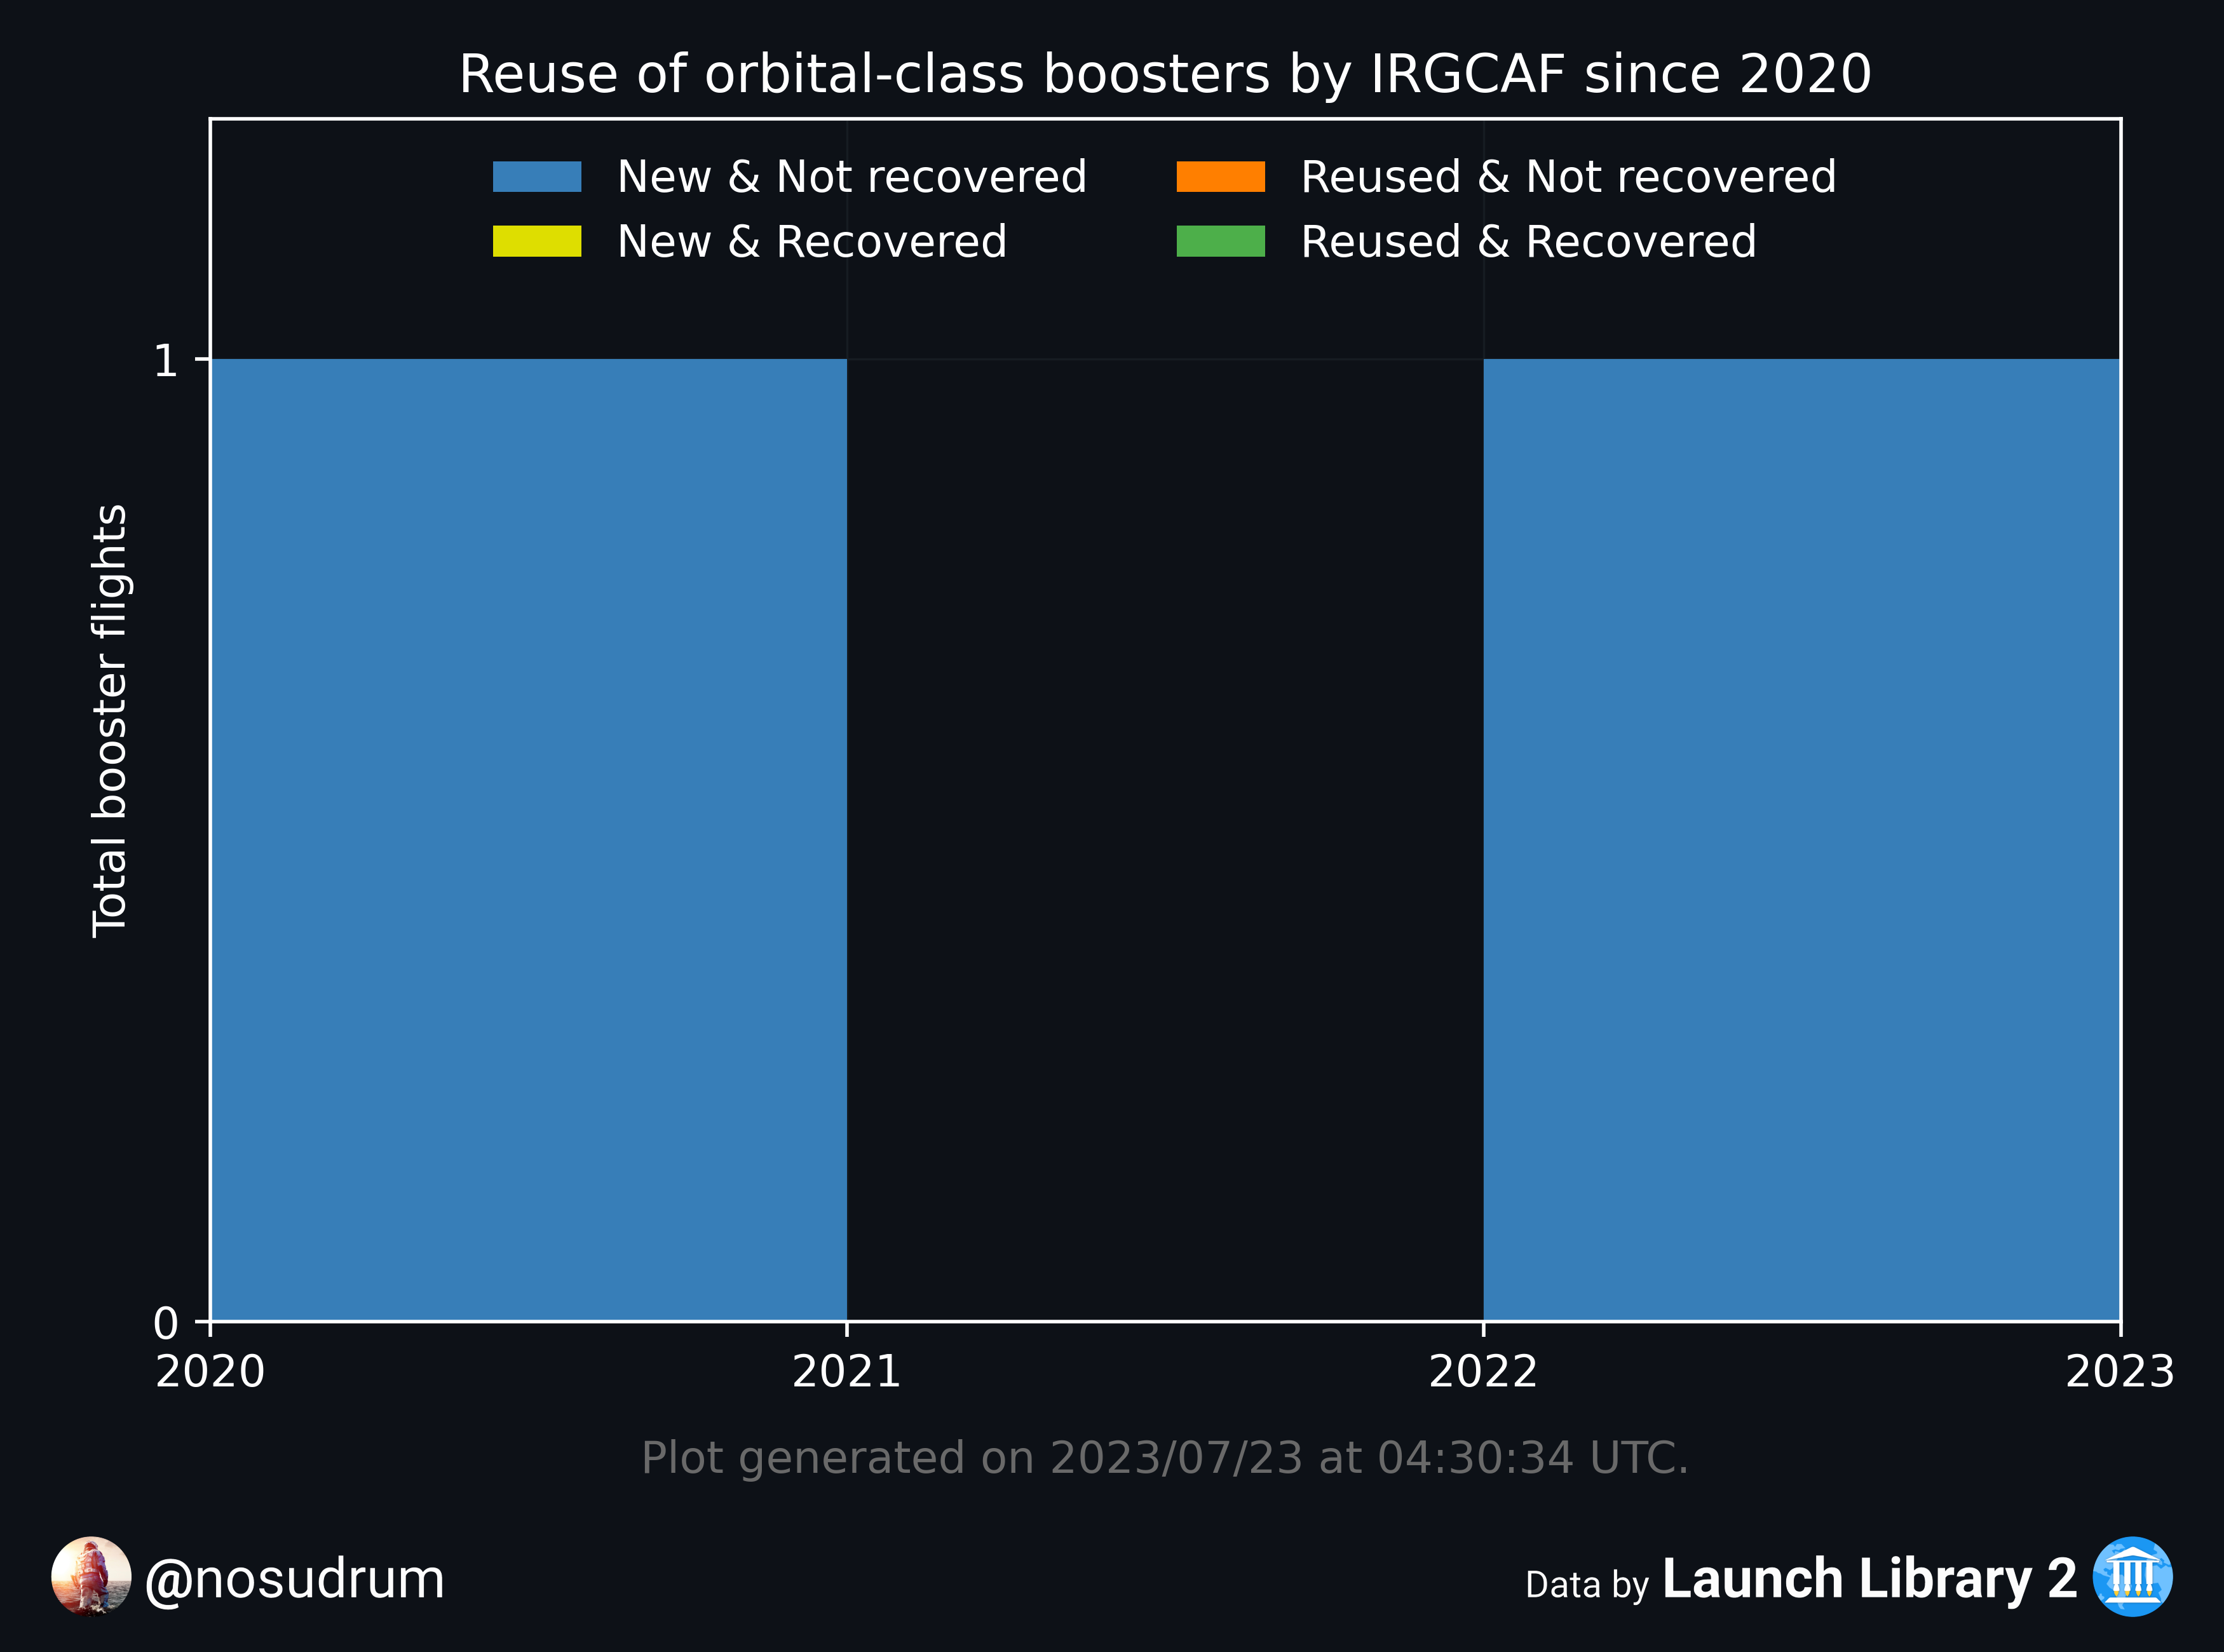 Reuse of orbital-class boosters by IRGCAF since 2020
New & Not recovered
New & Recovered
Reused & Not recovered
Reused & Recovered
Total booster flights
1
0
2020 2021 2022 2023
Plot generated on 2023/07/23 at 04:30:34 UTC.
@nosudrum
Data by Launch Library 2